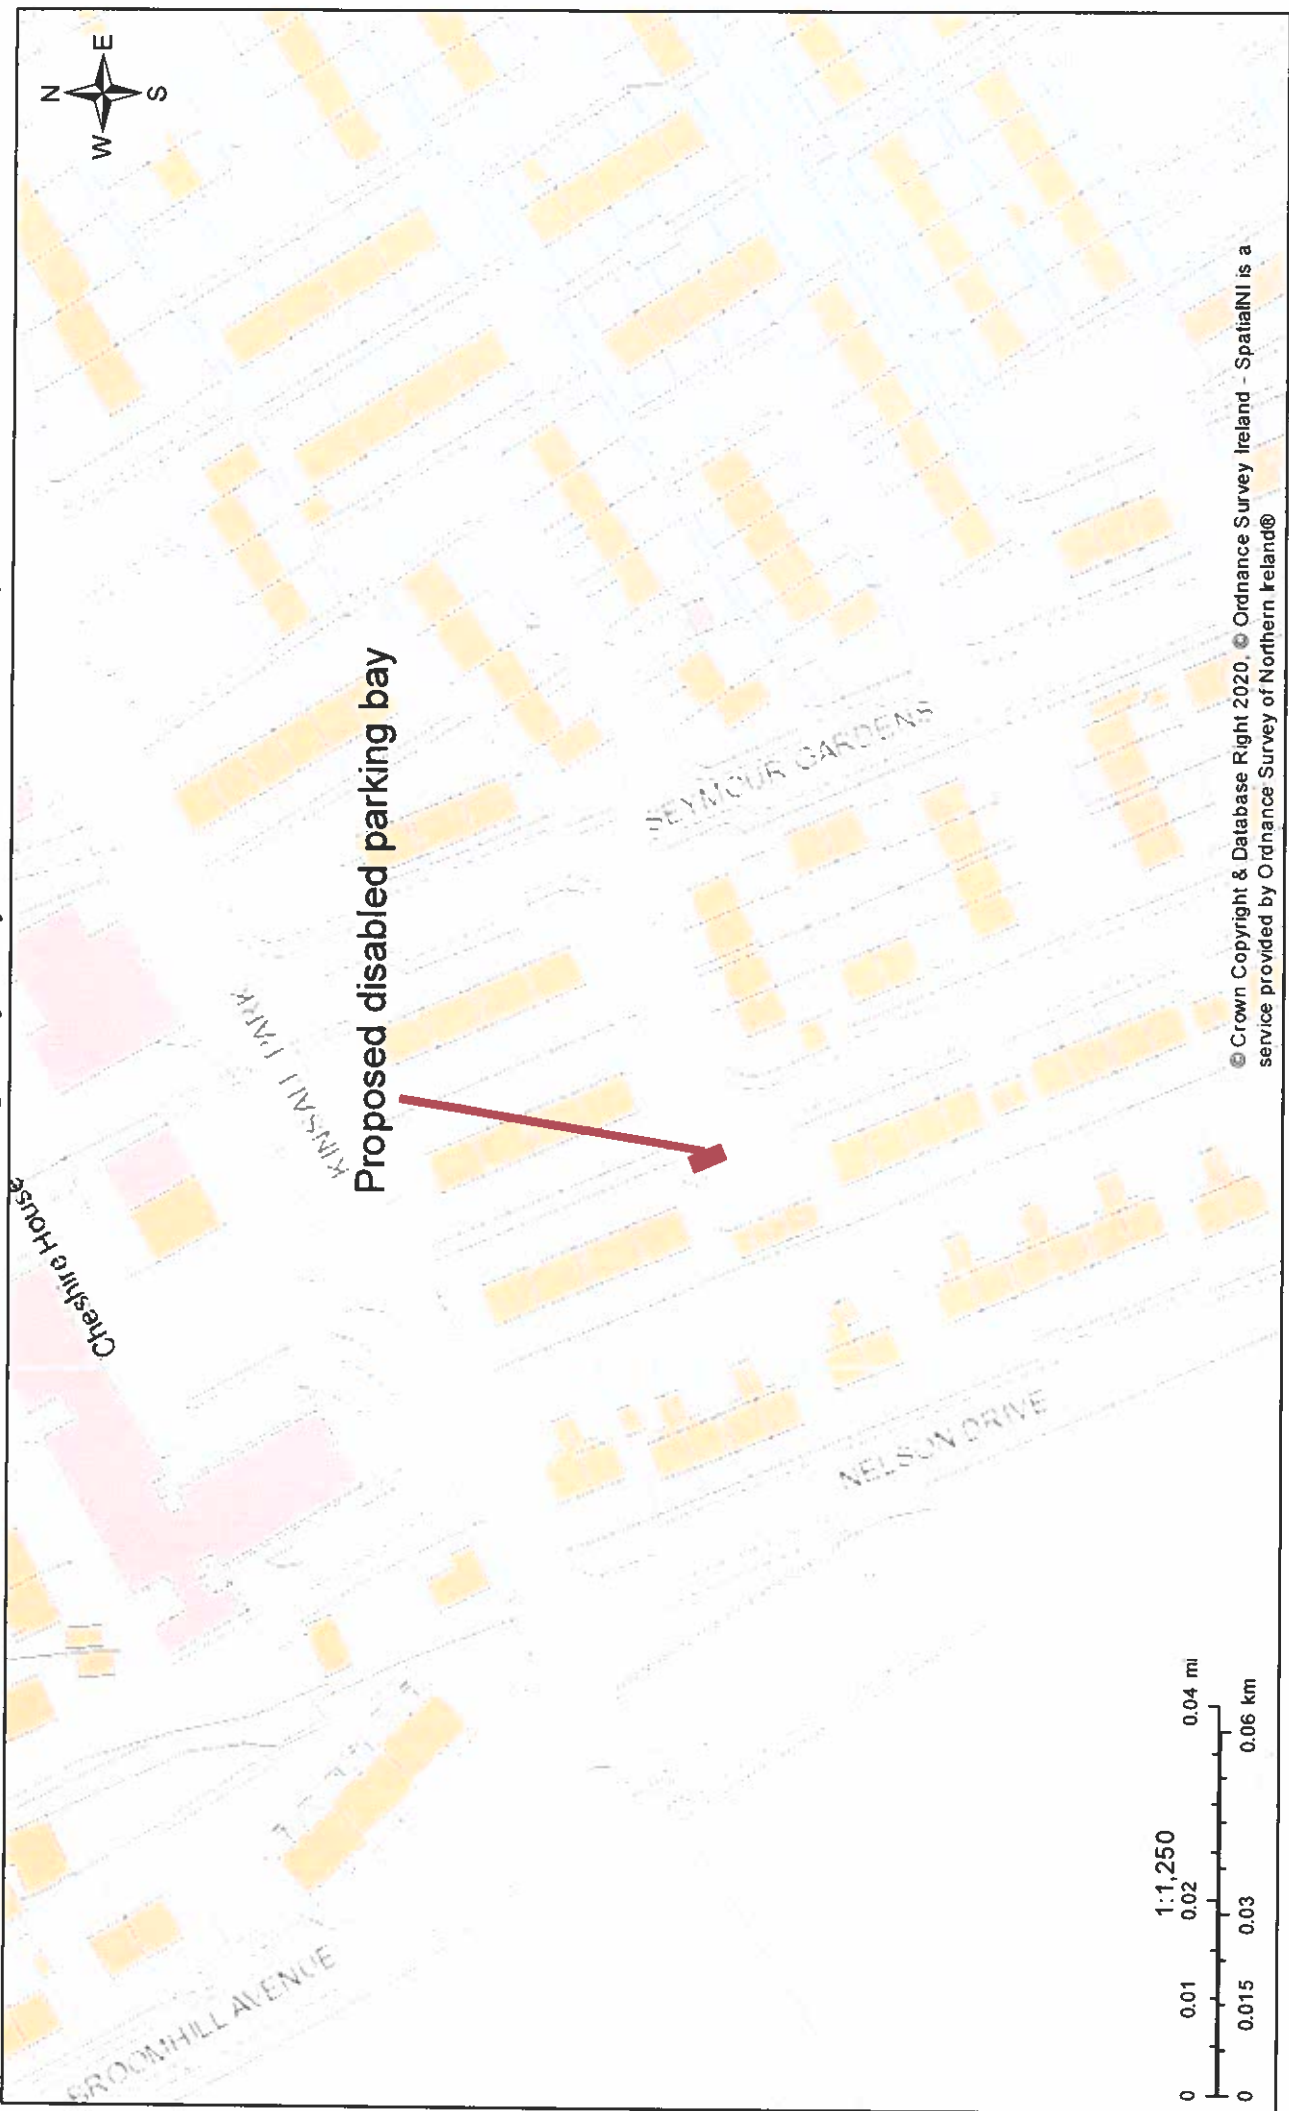 N
W E
S
Cheshire House
KINSALE PARK
Proposed disabled parking bay
SEYMOUR GARDENS
NELSON DRIVE
BROOMHILL AVENUE
1:1,250
0 0.01 0.02 0.04 mi
0 0.015 0.03 0.06 km
© Crown Copyright & Database Right 2020, © Ordnance Survey Ireland - SpatialNI is a
service provided by Ordnance Survey of Northern Ireland®